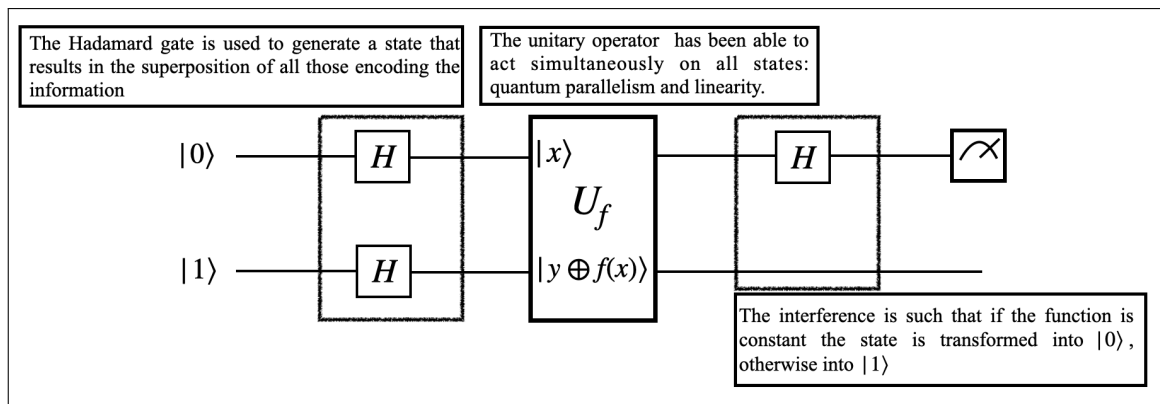 The Hadamard gate is used to generate a state that
results in the superposition of all those encoding the
information
The unitary operator has been able to
act simultaneously on all states:
quantum parallelism and linearity.
|0⟩
H
|x⟩
H
U_f
|1⟩
H
|y ⊕ f(x)⟩
The interference is such that if the function is
constant the state is transformed into |0⟩,
otherwise into |1⟩